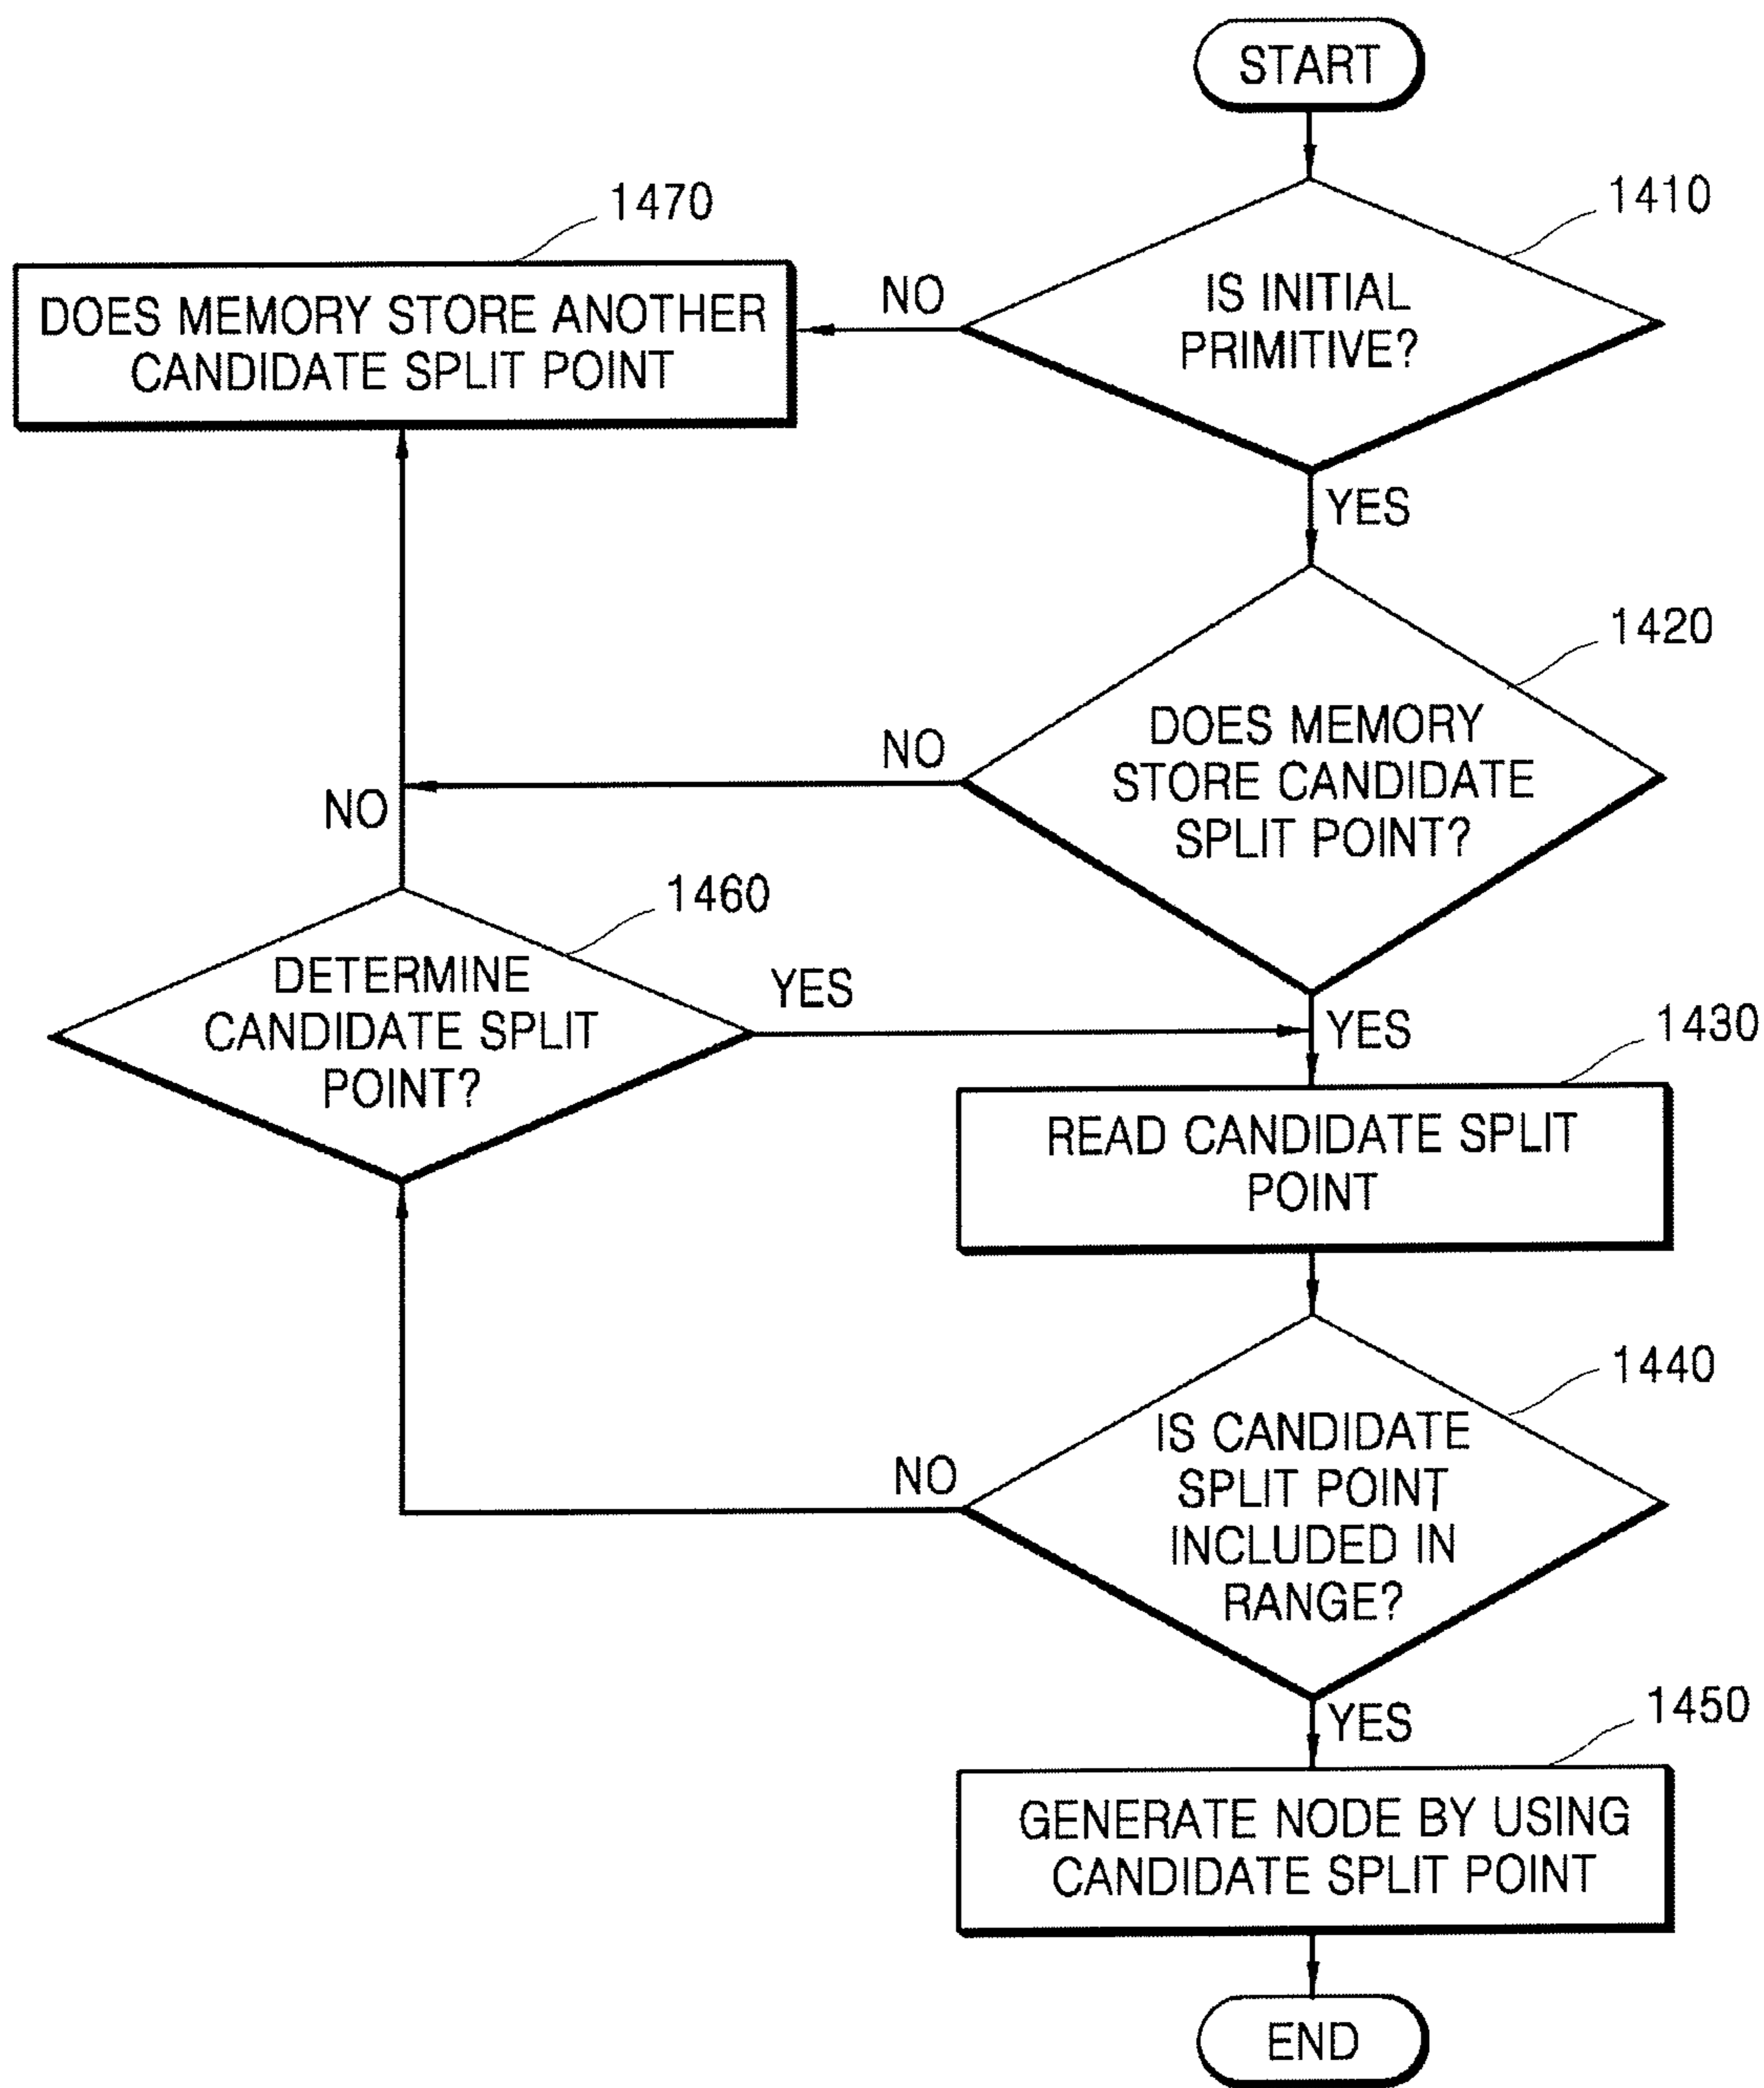 START
1410
IS INITIAL
PRIMITIVE?
NO
1470
DOES MEMORY STORE ANOTHER
CANDIDATE SPLIT POINT
YES
1420
DOES MEMORY
STORE CANDIDATE
SPLIT POINT?
NO
NO
1460
DETERMINE
CANDIDATE SPLIT
POINT?
YES
YES
1430
READ CANDIDATE SPLIT
POINT
1440
IS CANDIDATE
SPLIT POINT
INCLUDED IN
RANGE?
NO
YES
1450
GENERATE NODE BY USING
CANDIDATE SPLIT POINT
END